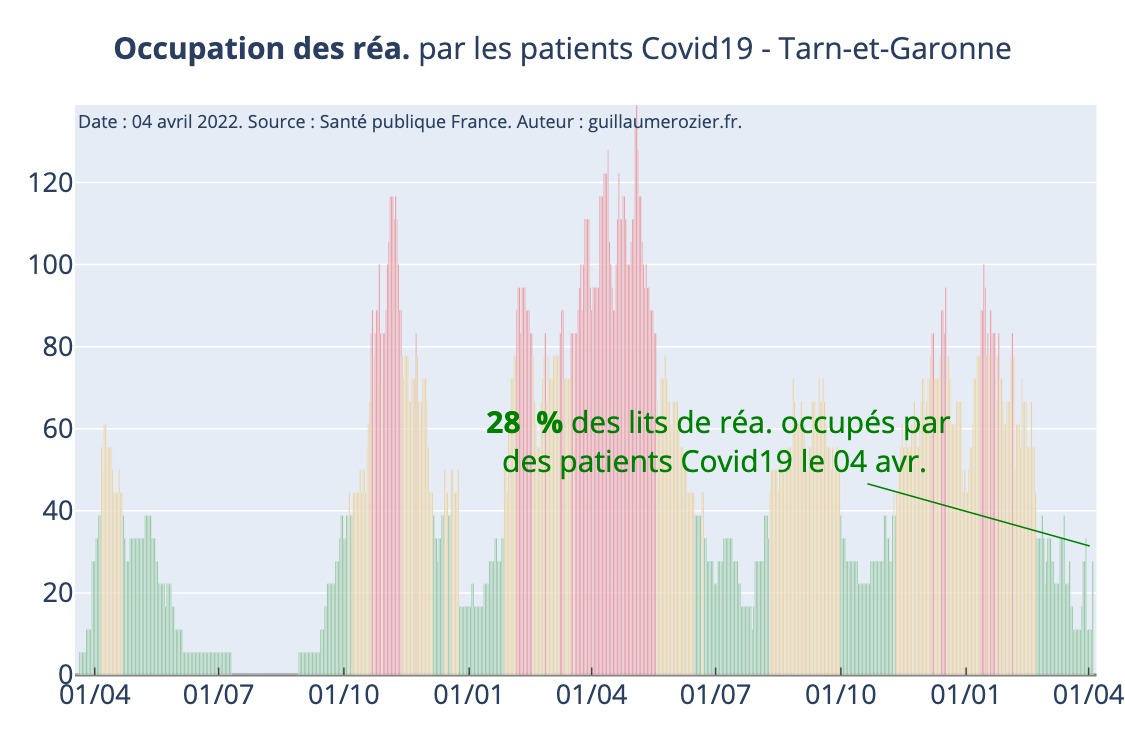 Occupation des réa. par les patients Covid19 - Tarn-et-Garonne
Date : 04 avril 2022. Source : Santé publique France. Auteur : guillaumerozier.fr.
120
100
80
60
40
20
0
28  % des lits de réa. occupés par
des patients Covid19 le 04 avr.
01/04 01/07 01/10 01/01 01/04 01/07 01/10 01/01 01/04